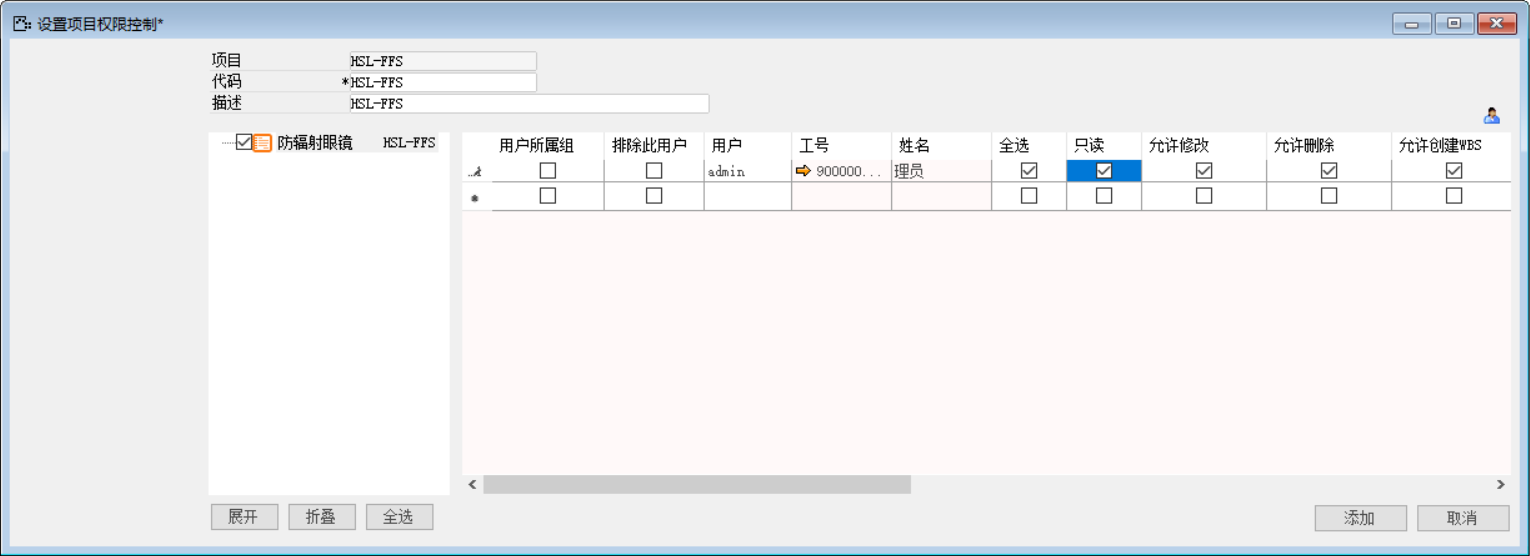 设置项目权限控制*
项目 HSL-FFS
代码 *HSL-FFS
描述 HSL-FFS
防辐射眼镜 HSL-FFS
用户所属组 排除此用户 用户 工号 姓名 全选 只读 允许修改 允许删除 允许创建WBS
admin 900000... 理员
展开 折叠 全选 添加 取消